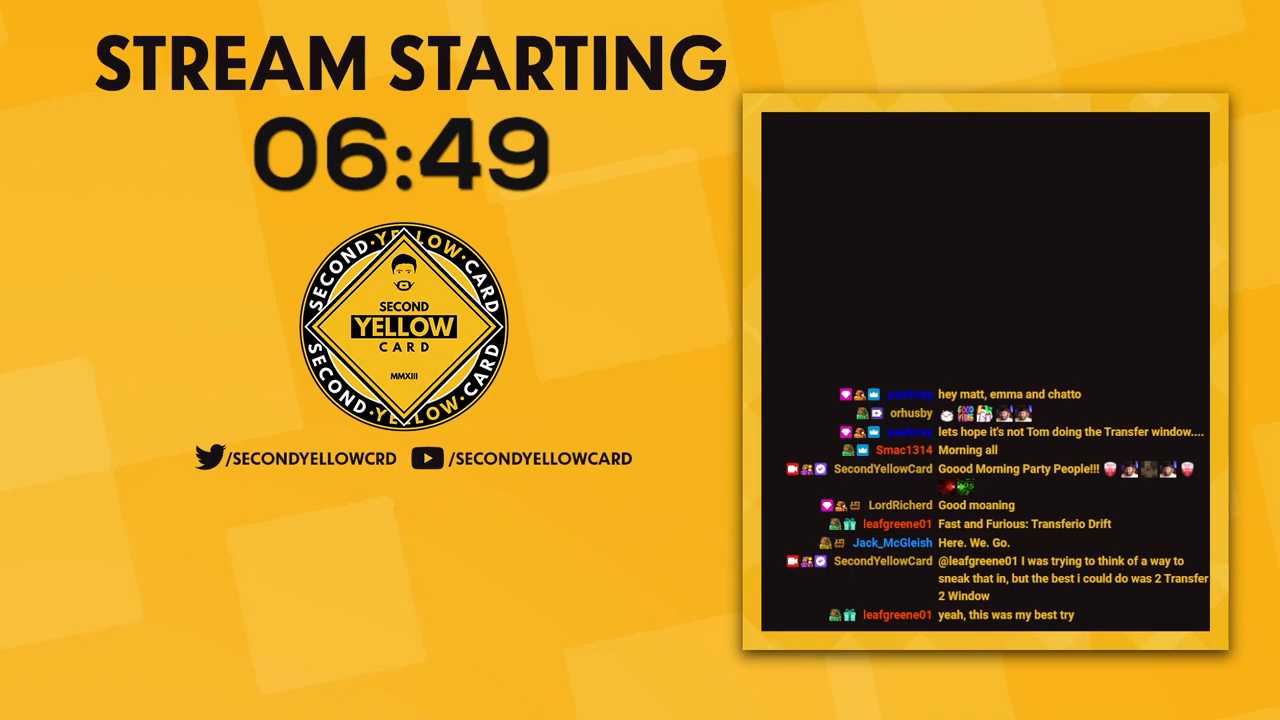 STREAM STARTING
06:49
SECOND·YELLOW·CARD
SECOND
YELLOW
CARD
MMXIII
SECOND·YELLOW·CARD
/SECONDYELLOWCRD /SECONDYELLOWCARD
hey matt, emma and chatto
orhusby
lets hope it's not Tom doing the Transfer window....
Smac1314 Morning all
SecondYellowCard Goood Morning Party People!!!
LordRicherd Good moaning
leafgreene01 Fast and Furious: Transferio Drift
Jack_McGleish Here. We. Go.
SecondYellowCard @leafgreene01 I was trying to think of a way to
sneak that in, but the best i could do was 2 Transfer
2 Window
leafgreene01 yeah, this was my best try